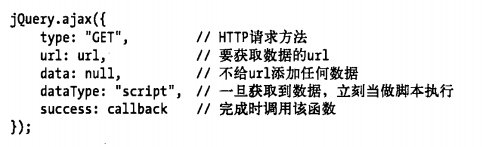 jQuery.ajax({
type: "GET", // HTTP请求方法
url: url, // 要获取数据的url
data: null, // 不给url添加任何数据
dataType: "script", // 一旦获取到数据，立刻当做脚本执行
success: callback // 完成时调用该函数
});